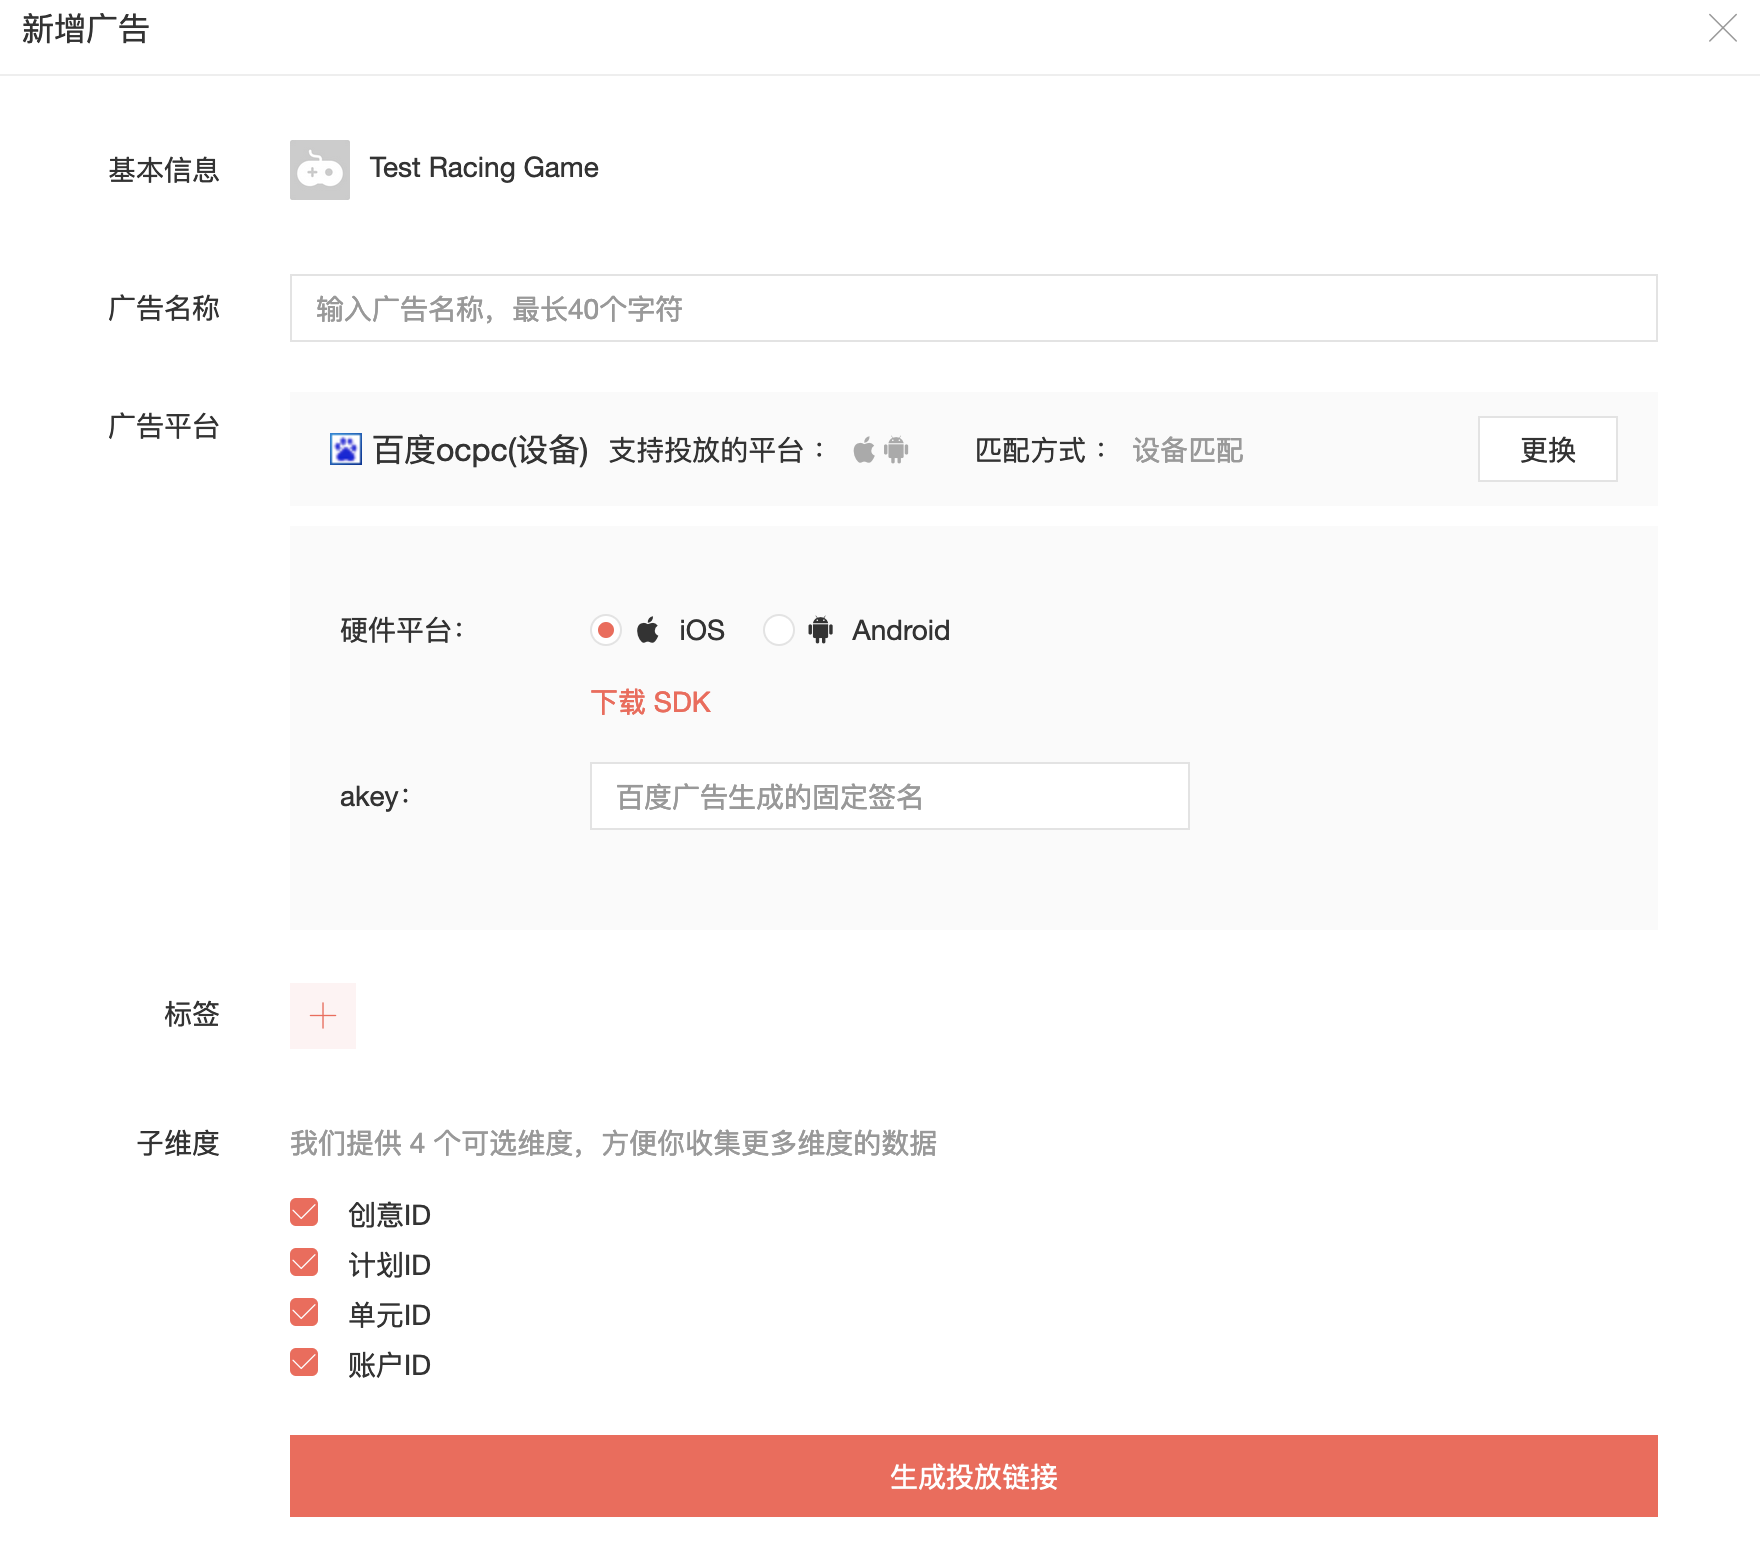 新增广告
基本信息 Test Racing Game
广告名称 输入广告名称，最长40个字符
广告平台 百度ocpc(设备) 支持投放的平台： 匹配方式： 设备匹配 更换
硬件平台： iOS Android
下载 SDK
akey： 百度广告生成的固定签名
标签
子维度 我们提供 4 个可选维度，方便你收集更多维度的数据
创意ID
计划ID
单元ID
账户ID
生成投放链接